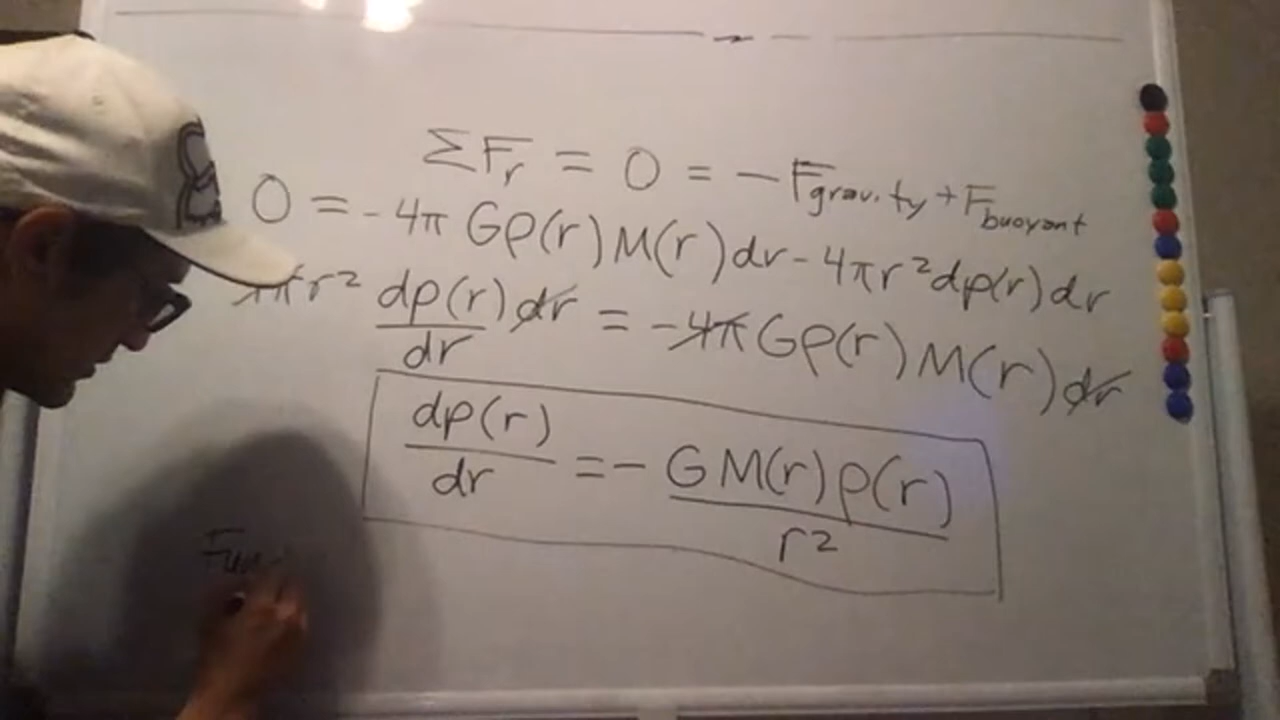 ΣF_r = 0 = -F_gravity + F_buoyant
0 = -4π Gρ(r) M(r) dr - 4πr² dp(r) dr
4πr² dp(r)/dr dr = -4π Gρ(r) M(r) dr
dp(r)/dr = - G M(r) ρ(r)/r²